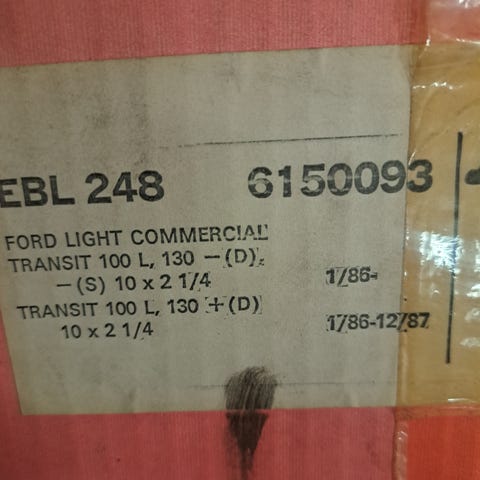 EBL 248 6150093
FORD LIGHT COMMERCIAL
TRANSIT 100 L, 130 -(D),
-(S) 10 x 2 1/4 1/86-
TRANSIT 100 L, 130 +(D)
10 x 2 1/4 1/86-12/87